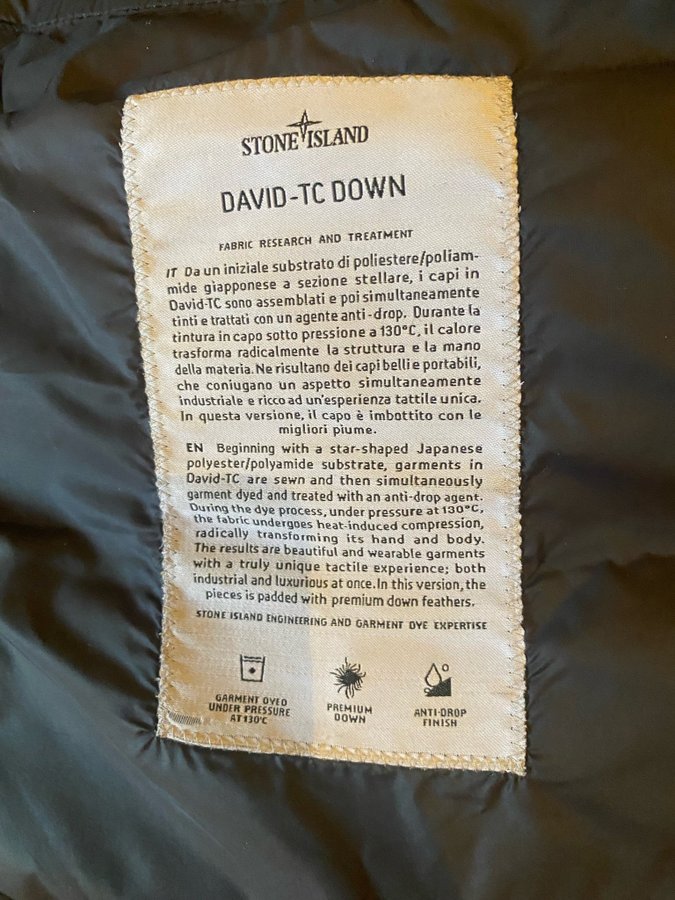 STONE ISLAND
DAVID-TC DOWN
FABRIC RESEARCH AND TREATMENT
IT Da un iniziale substrato di poliestere/poliam-
mide giapponese a sezione stellare, i capi in
David-TC sono assemblati e poi simultaneamente
tinti e trattati con un agente anti-drop. Durante la
tintura in capo sotto pressione a 130°C, il calore
trasforma radicalmente la struttura e la mano
della materia. Ne risultano dei capi belli e portabili,
che coniugano un aspetto simultaneamente
industriale e ricco ad un'esperienza tattile unica.
In questa versione, il capo è imbottito con le
migliori piume.
EN Beginning with a star-shaped Japanese
polyester/polyamide substrate, garments in
David-TC are sewn and then simultaneously
garment dyed and treated with an anti-drop agent.
During the dye process, under pressure at 130°C,
the fabric undergoes heat-induced compression,
radically transforming its hand and body.
The results are beautiful and wearable garments
with a truly unique tactile experience; both
industrial and luxurious at once. In this version, the
pieces is padded with premium down feathers.
STONE ISLAND ENGINEERING AND GARMENT DYE EXPERTISE
GARMENT DYED
UNDER PRESSURE
AT 130°C
PREMIUM
DOWN
ANTI-DROP
FINISH